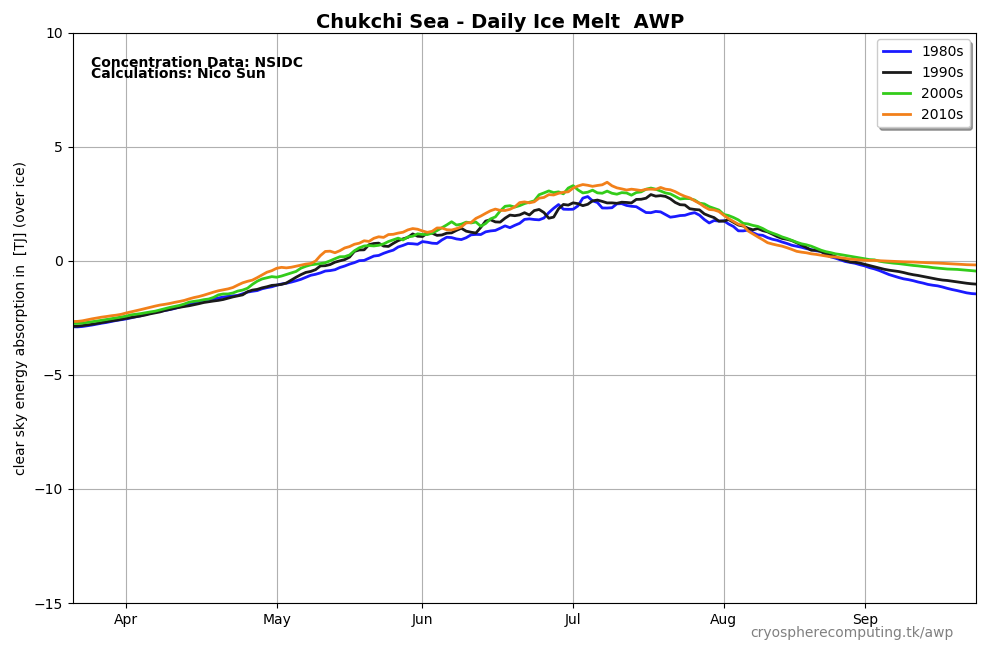 Chukchi Sea - Daily Ice Melt  AWP
10
5
0
−5
−10
−15
clear sky energy absorption in  [TJ] (over ice)
Concentration Data: NSIDC
Calculations: Nico Sun
1980s
1990s
2000s
2010s
Apr
May
Jun
Jul
Aug
Sep
cryospherecomputing.tk/awp